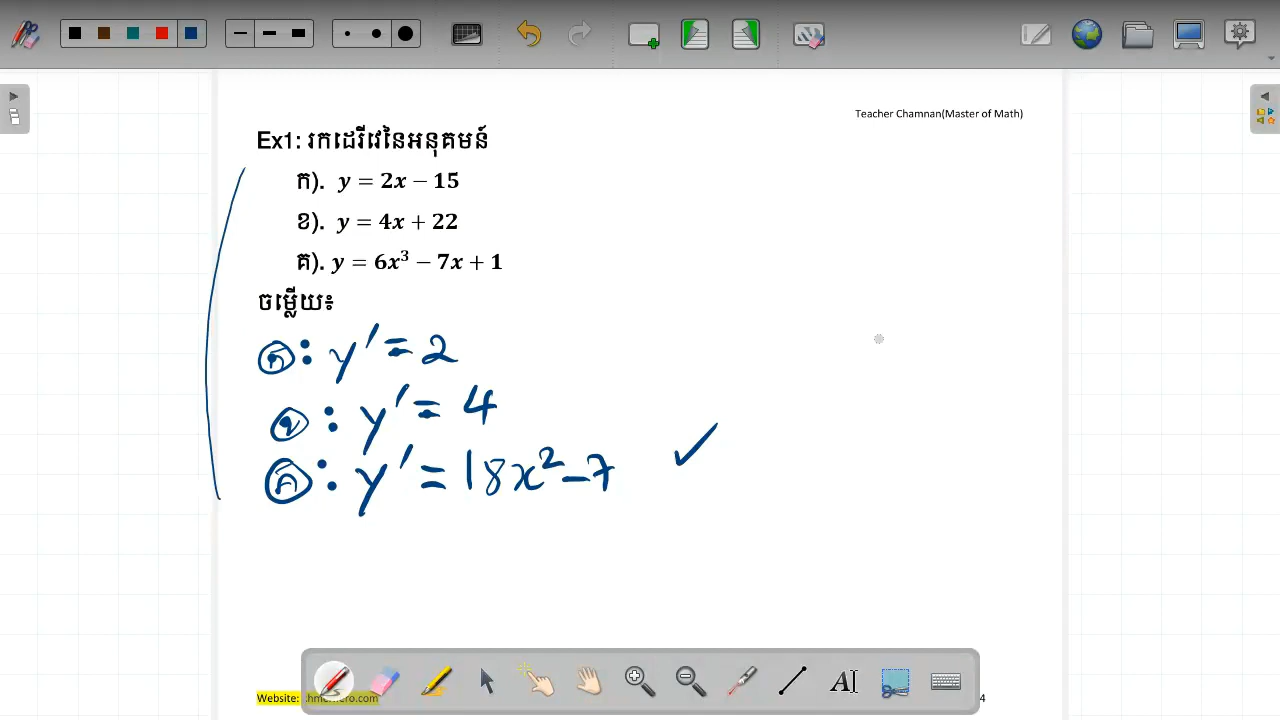 Teacher Chamnan(Master of Math)
Ex1: រកដេរីវេនៃអនុគមន៍
ក). y = 2x − 15
ខ). y = 4x + 22
គ). y = 6x³ − 7x + 1
ចម្លើយ៖
ក: y' = 2
ខ: y' = 4
គ: y' = 18x² − 7
Website:
4